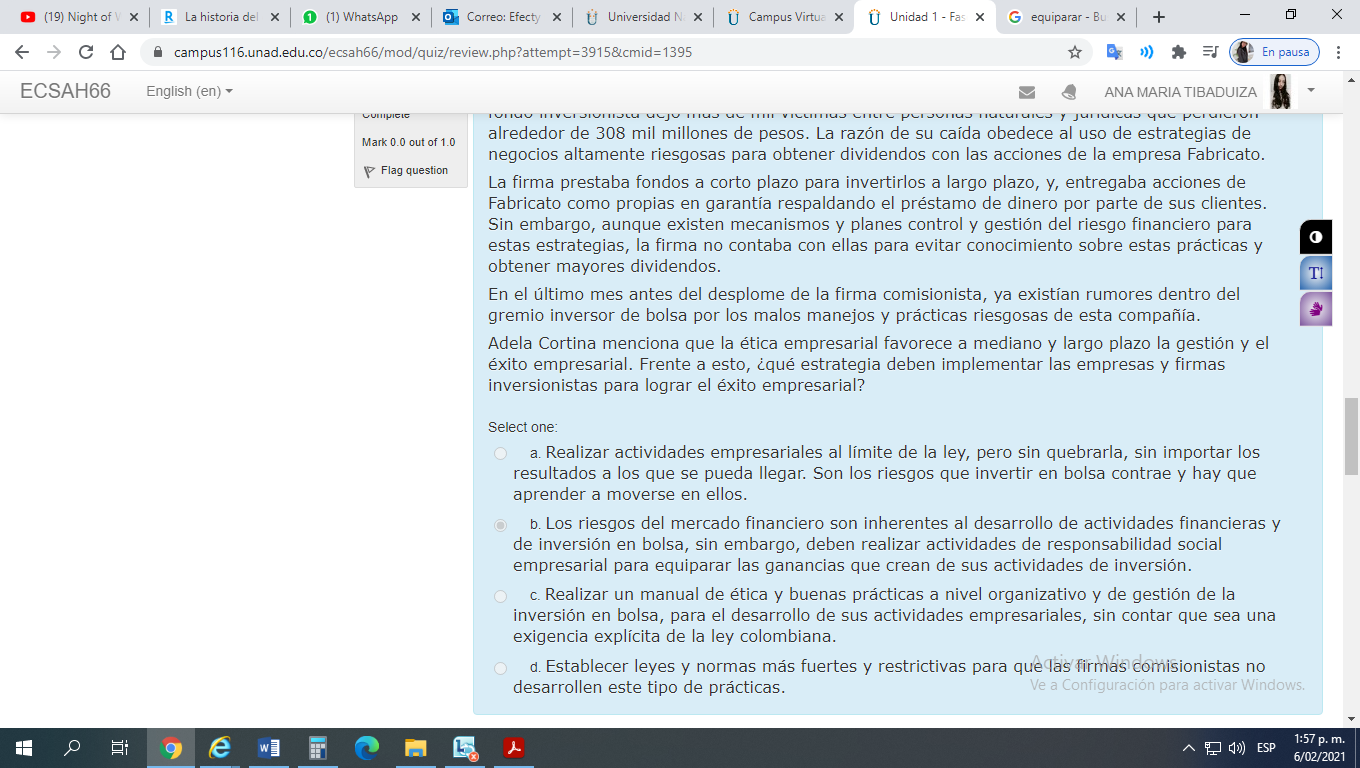 (19) Night of W
La historia del
(1) WhatsApp
Correo: Efecty
Universidad Na
Campus Virtua
Unidad 1 - Fas
equiparar - Bu
campus116.unad.edu.co/ecsah66/mod/quiz/review.php?attempt=3915&cmid=1395
En pausa
ECSAH66
English (en)
ANA MARIA TIBADUIZA
Complete
Mark 0.0 out of 1.0
Flag question
fondo inversionista dejó más de mil víctimas entre personas naturales y jurídicas que perdieron
alrededor de 308 mil millones de pesos. La razón de su caída obedece al uso de estrategias de
negocios altamente riesgosas para obtener dividendos con las acciones de la empresa Fabricato.
La firma prestaba fondos a corto plazo para invertirlos a largo plazo, y, entregaba acciones de
Fabricato como propias en garantía respaldando el préstamo de dinero por parte de sus clientes.
Sin embargo, aunque existen mecanismos y planes control y gestión del riesgo financiero para
estas estrategias, la firma no contaba con ellas para evitar conocimiento sobre estas prácticas y
obtener mayores dividendos.
En el último mes antes del desplome de la firma comisionista, ya existían rumores dentro del
gremio inversor de bolsa por los malos manejos y prácticas riesgosas de esta compañía.
Adela Cortina menciona que la ética empresarial favorece a mediano y largo plazo la gestión y el
éxito empresarial. Frente a esto, ¿qué estrategia deben implementar las empresas y firmas
inversionistas para lograr el éxito empresarial?
Select one:
a. Realizar actividades empresariales al límite de la ley, pero sin quebrarla, sin importar los
resultados a los que se pueda llegar. Son los riesgos que invertir en bolsa contrae y hay que
aprender a moverse en ellos.
b. Los riesgos del mercado financiero son inherentes al desarrollo de actividades financieras y
de inversión en bolsa, sin embargo, deben realizar actividades de responsabilidad social
empresarial para equiparar las ganancias que crean de sus actividades de inversión.
c. Realizar un manual de ética y buenas prácticas a nivel organizativo y de gestión de la
inversión en bolsa, para el desarrollo de sus actividades empresariales, sin contar que sea una
exigencia explícita de la ley colombiana.
d. Establecer leyes y normas más fuertes y restrictivas para que las firmas comisionistas no
desarrollen este tipo de prácticas.
Activar Windows
Ve a Configuración para activar Windows.
ESP
1:57 p. m.
6/02/2021